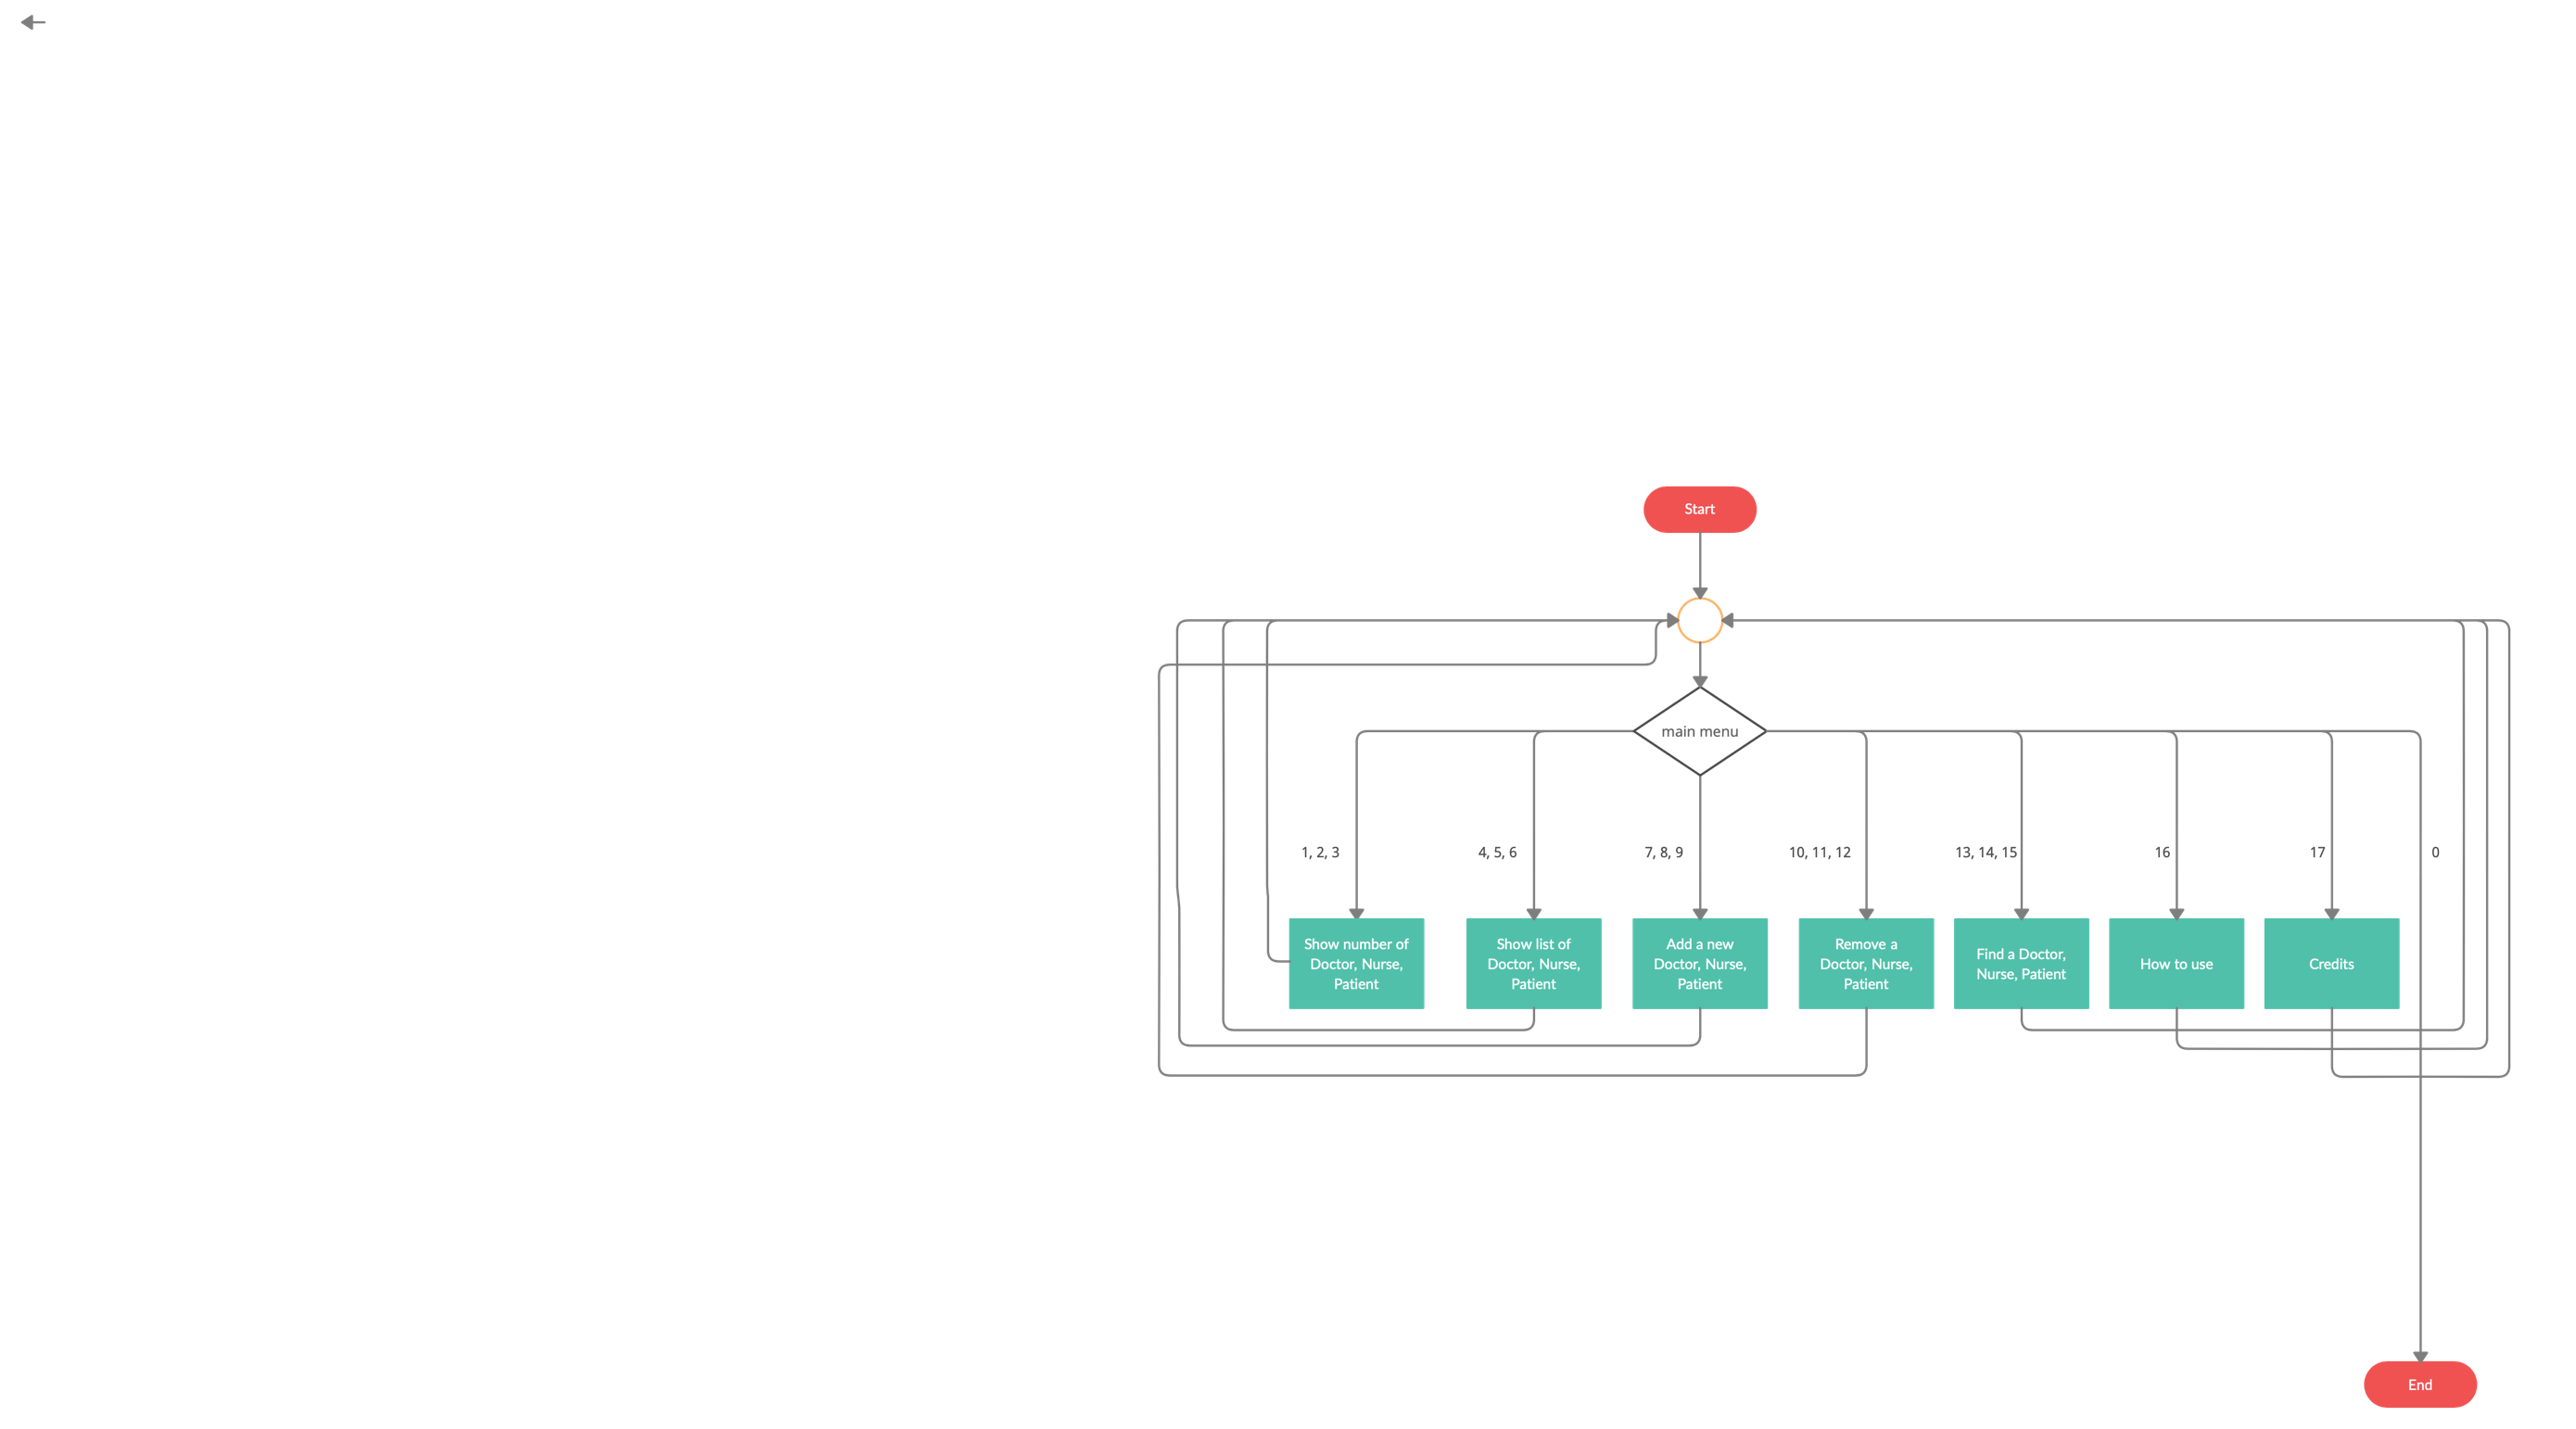 Start
main menu
1, 2, 3
4, 5, 6
7, 8, 9
10, 11, 12
13, 14, 15
16
17
0
Show number of
Doctor, Nurse,
Patient
Show list of
Doctor, Nurse,
Patient
Add a new
Doctor, Nurse,
Patient
Remove a
Doctor, Nurse,
Patient
Find a Doctor,
Nurse, Patient
How to use
Credits
End